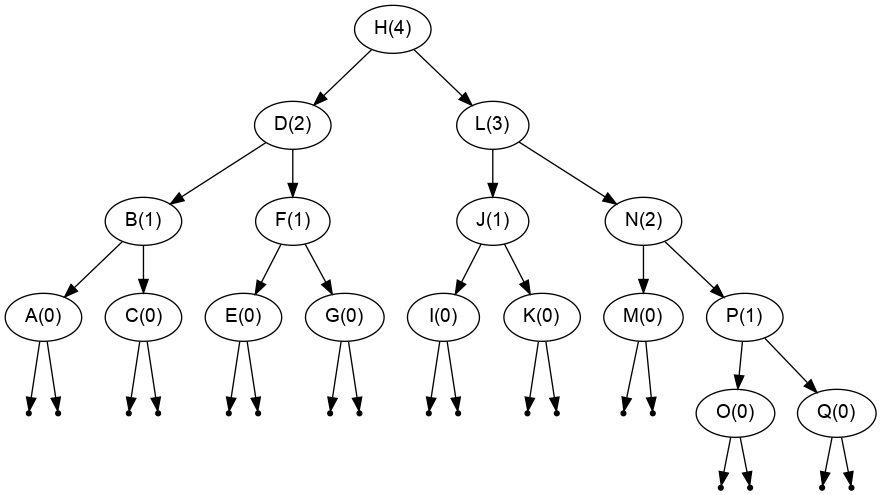 H(4)
D(2) L(3)
B(1) F(1) J(1) N(2)
A(0) C(0) E(0) G(0) I(0) K(0) M(0) P(1)
O(0) Q(0)